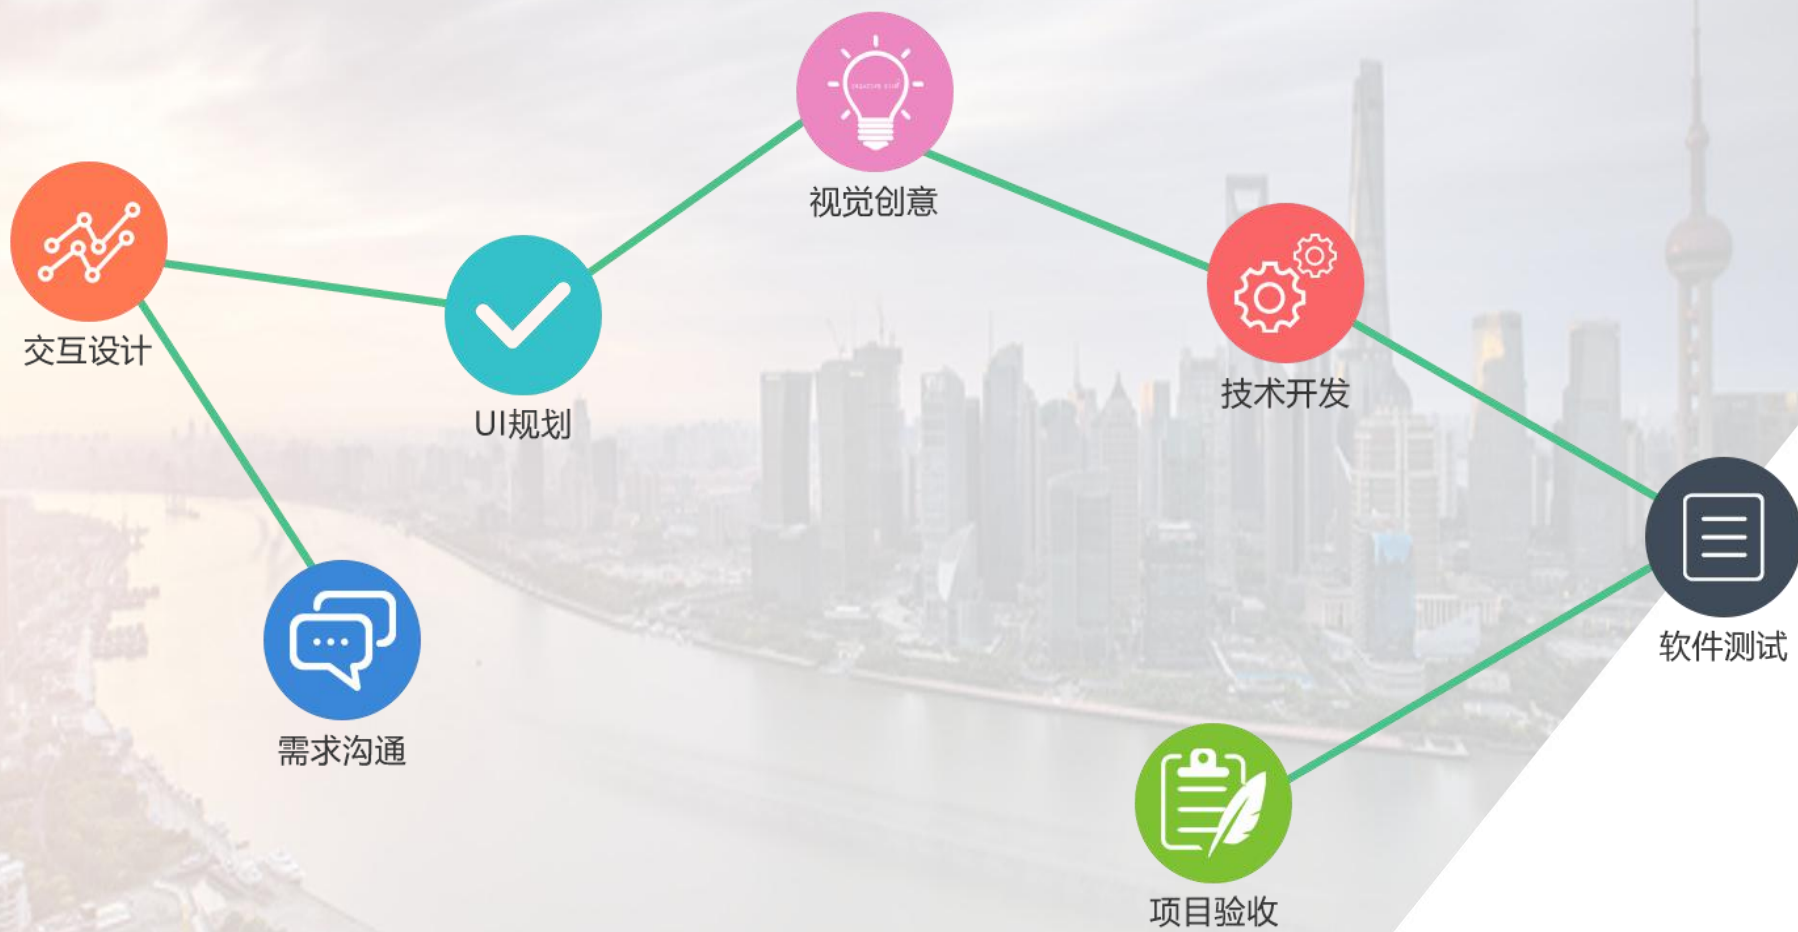 视觉创意
交互设计
UI规划
技术开发
软件测试
需求沟通
项目验收